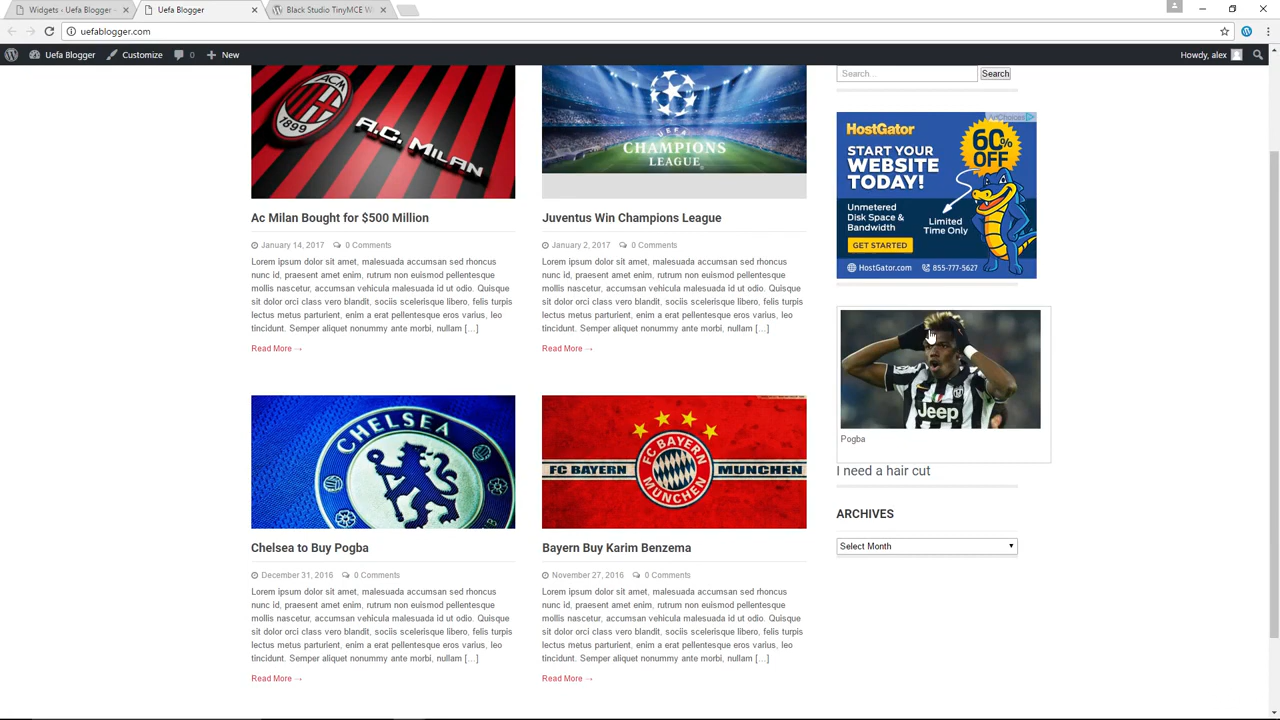 Widgets ‹ Uefa Blogger –
Uefa Blogger
Black Studio TinyMCE W
uefablogger.com
Uefa Blogger
Customize
0
New
Howdy, alex
ACM
1899
A.C. MILAN
UEFA
CHAMPIONS
LEAGUE
Ac Milan Bought for $500 Million
January 14, 2017
0 Comments
Lorem ipsum dolor sit amet, malesuada accumsan sed rhoncus
nunc id, praesent amet enim, rutrum non euismod pellentesque
mollis nascetur, accumsan vehicula malesuada id ut odio. Quisque
sit dolor orci class vero blandit, sociis scelerisque libero, felis turpis
lectus metus parturient, enim a erat pellentesque eros varius, leo
tincidunt. Semper aliquet nonummy ante morbi, nullam […]
Read More →
Juventus Win Champions League
January 2, 2017
0 Comments
Lorem ipsum dolor sit amet, malesuada accumsan sed rhoncus
nunc id, praesent amet enim, rutrum non euismod pellentesque
mollis nascetur, accumsan vehicula malesuada id ut odio. Quisque
sit dolor orci class vero blandit, sociis scelerisque libero, felis turpis
lectus metus parturient, enim a erat pellentesque eros varius, leo
tincidunt. Semper aliquet nonummy ante morbi, nullam […]
Read More →
CHELSEA
FC BAYERN
MUNCHEN
FC BAYERN
MUNCHEN
Chelsea to Buy Pogba
December 31, 2016
0 Comments
Lorem ipsum dolor sit amet, malesuada accumsan sed rhoncus
nunc id, praesent amet enim, rutrum non euismod pellentesque
mollis nascetur, accumsan vehicula malesuada id ut odio. Quisque
sit dolor orci class vero blandit, sociis scelerisque libero, felis turpis
lectus metus parturient, enim a erat pellentesque eros varius, leo
tincidunt. Semper aliquet nonummy ante morbi, nullam […]
Read More →
Bayern Buy Karim Benzema
November 27, 2016
0 Comments
Lorem ipsum dolor sit amet, malesuada accumsan sed rhoncus
nunc id, praesent amet enim, rutrum non euismod pellentesque
mollis nascetur, accumsan vehicula malesuada id ut odio. Quisque
sit dolor orci class vero blandit, sociis scelerisque libero, felis turpis
lectus metus parturient, enim a erat pellentesque eros varius, leo
tincidunt. Semper aliquet nonummy ante morbi, nullam […]
Read More →
Search...
Search
AdChoices
HostGator
START YOUR
WEBSITE
TODAY!
60%
OFF
Unmetered
Disk Space &
Bandwidth
Limited
Time Only
GET STARTED
HostGator.com
855-777-5627
Jeep
Pogba
I need a hair cut
ARCHIVES
Select Month